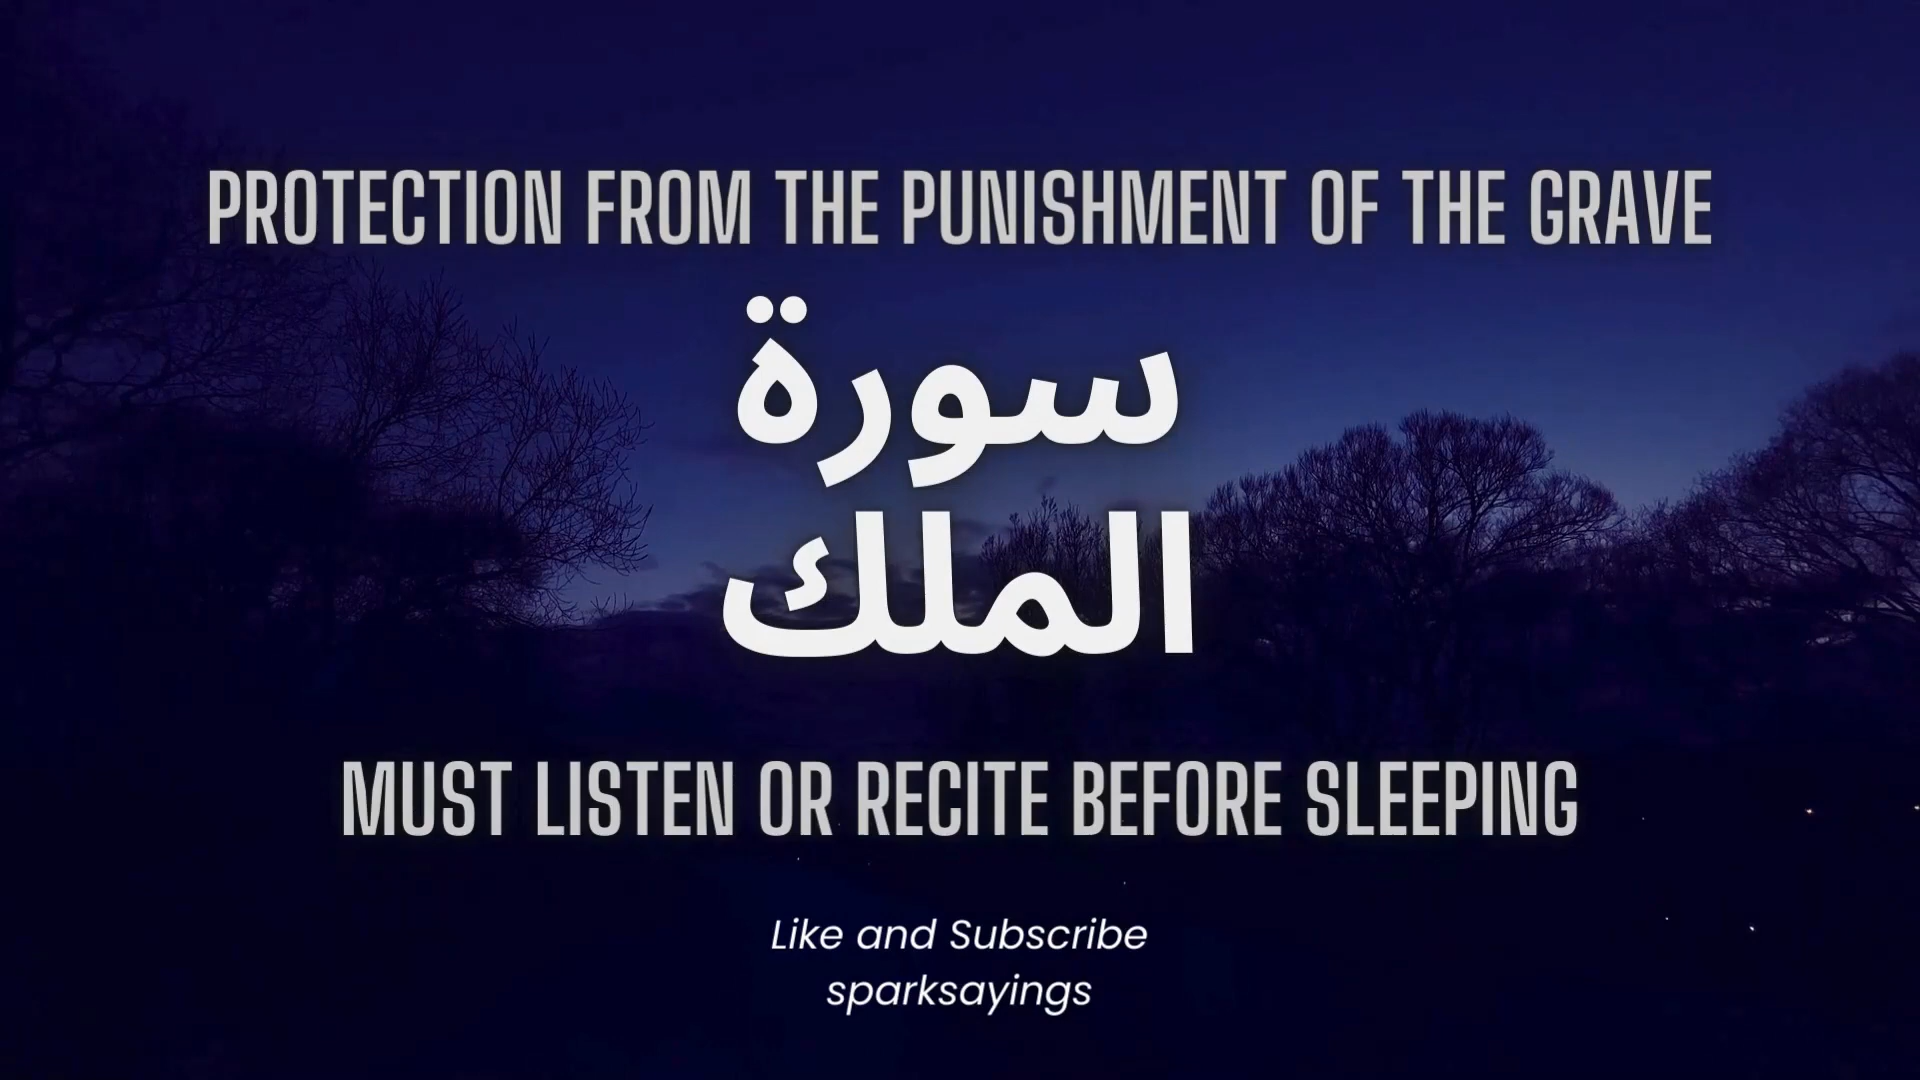 PROTECTION FROM THE PUNISHMENT OF THE GRAVE
سورة
الملك
MUST LISTEN OR RECITE BEFORE SLEEPING
Like and Subscribe
sparksayings